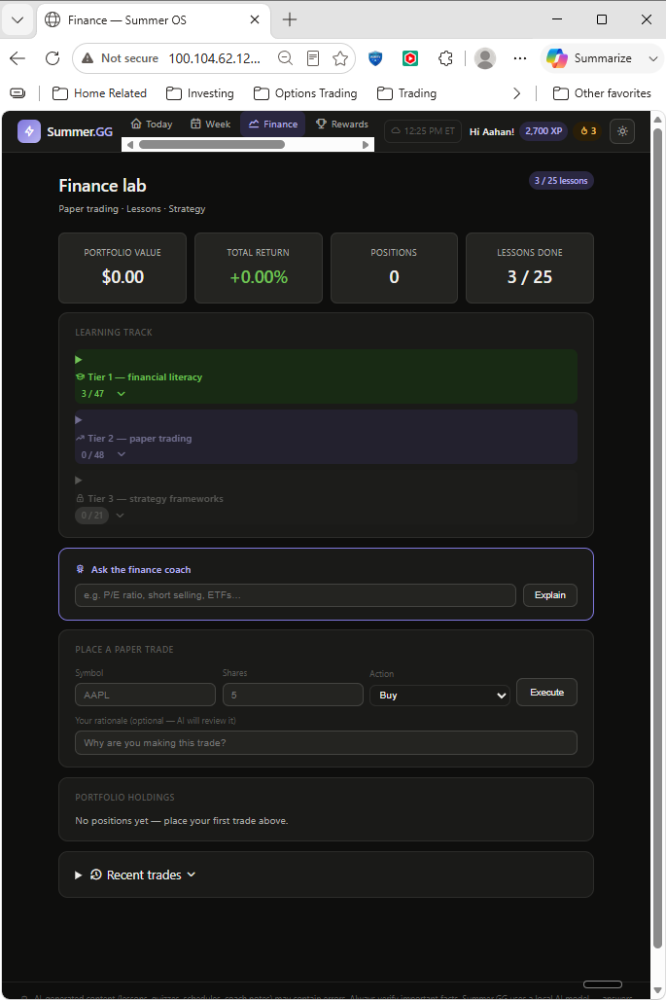 Finance — Summer OS
Not secure 100.104.62.12...
Summarize
Home Related Investing Options Trading Trading Other favorites
Summer.GG Today Week Finance Rewards 12:25 PM ET Hi Aahan! 2,700 XP 3
Finance lab
3 / 25 lessons
Paper trading · Lessons · Strategy
PORTFOLIO VALUE
$0.00
TOTAL RETURN
+0.00%
POSITIONS
0
LESSONS DONE
3 / 25
LEARNING TRACK
Tier 1 — financial literacy
3 / 47
Tier 2 — paper trading
0 / 48
Tier 3 — strategy frameworks
0 / 21
Ask the finance coach
e.g. P/E ratio, short selling, ETFs...
Explain
PLACE A PAPER TRADE
Symbol Shares Action
AAPL 5 Buy Execute
Your rationale (optional — AI will review it)
Why are you making this trade?
PORTFOLIO HOLDINGS
No positions yet — place your first trade above.
Recent trades
AI-generated content (lessons, quizzes, schedules, coach notes) may contain errors. Always verify important facts. Summer.GG uses a local AI model — answers